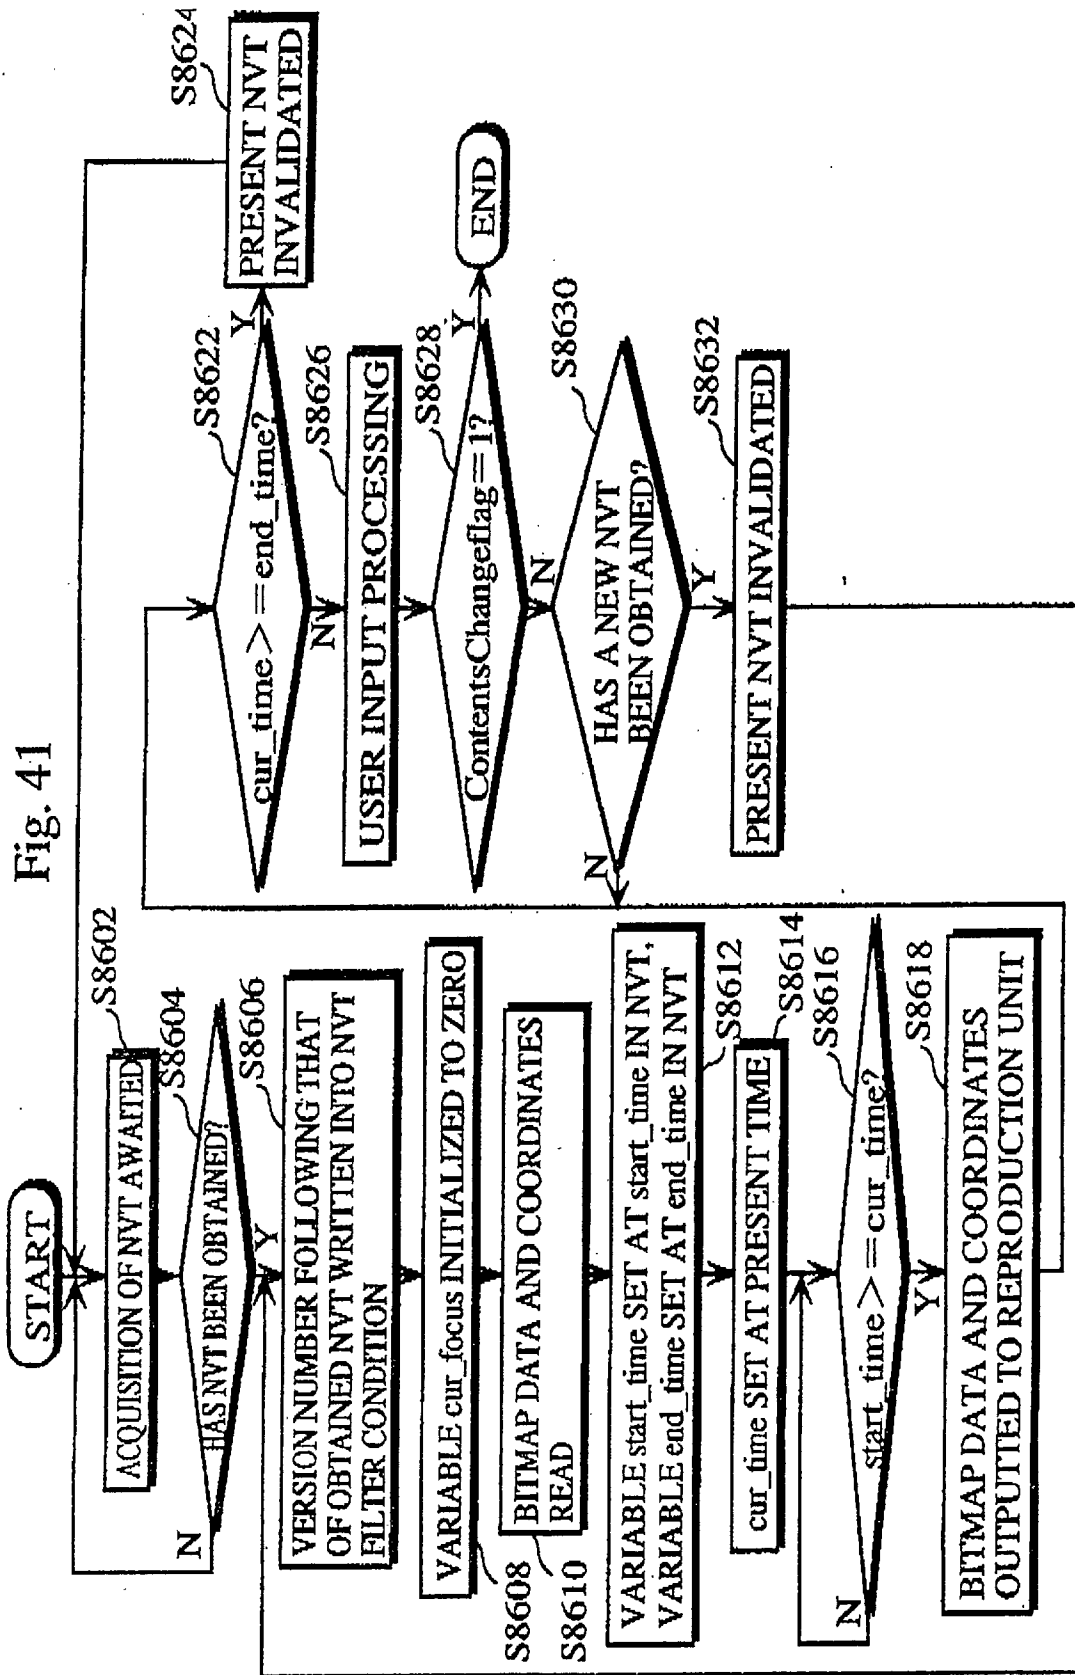 Fig. 41
START
ACQUISITION OF NVT AWAITED
S8602
HAS NVT BEEN OBTAINED?
S8604
N
Y
VERSION NUMBER FOLLOWING THAT
OF OBTAINED NVT WRITTEN INTO NVT
FILTER CONDITION
S8606
VARIABLE cur_focus INITIALIZED TO ZERO
S8608
BITMAP DATA AND COORDINATES
READ
S8610
VARIABLE start_time SET AT start_time IN NVT,
VARIABLE end_time SET AT end_time IN NVT
S8612
cur_time SET AT PRESENT TIME
S8614
start_time>=cur_time?
S8616
N
Y
BITMAP DATA AND COORDINATES
OUTPUTTED TO REPRODUCTION UNIT
S8618
cur_time>=end_time?
S8622
Y
N
PRESENT NVT
INVALIDATED
S8624
USER INPUT PROCESSING
S8626
ContentsChangeflag==1?
S8628
Y
N
END
HAS A NEW NVT
BEEN OBTAINED?
S8630
N
Y
PRESENT NVT INVALIDATED
S8632